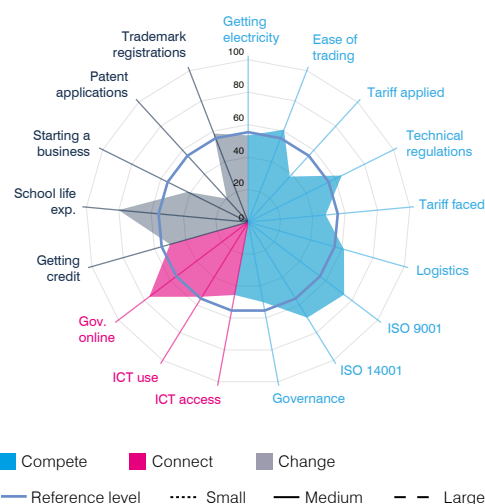 Getting
electricity
Ease of
trading
Tariff applied
Technical
regulations
Tariff faced
Logistics
ISO 9001
ISO 14001
Governance
ICT access
ICT use
Gov.
online
Getting
credit
School life
exp.
Starting a
business
Patent
applications
Trademark
registrations
100
80
60
40
20
0
Compete
Connect
Change
Reference level
Small
Medium
Large